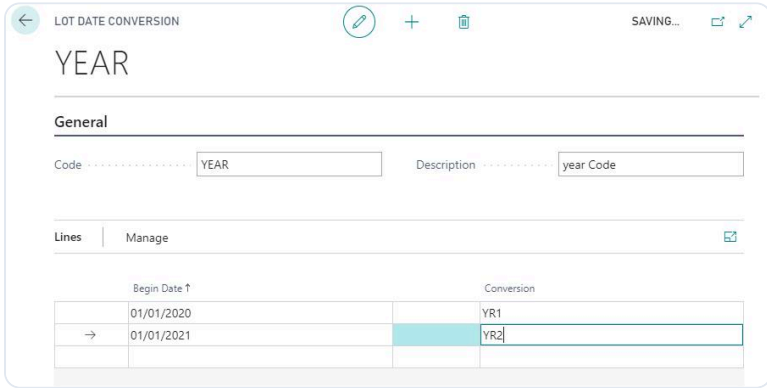 LOT DATE CONVERSION SAVING...
YEAR
General
Code YEAR Description year Code
Lines Manage
Begin Date ↑ Conversion
01/01/2020 YR1
→ 01/01/2021 YR2